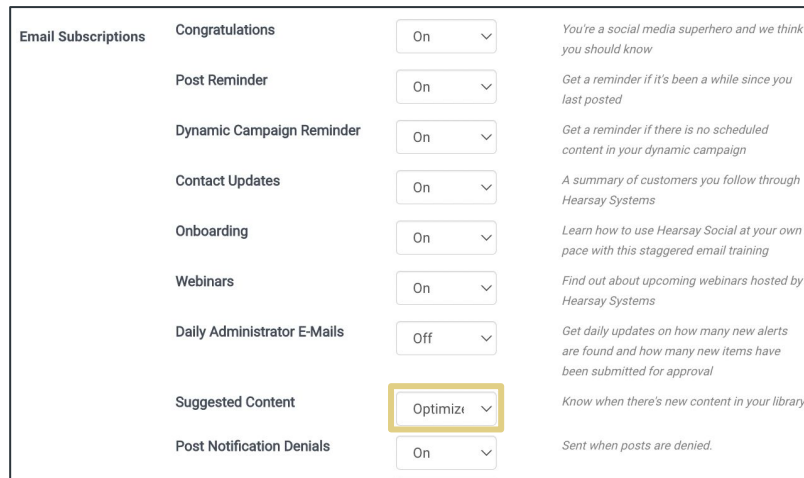 Email Subscriptions
Congratulations
On
You're a social media superhero and we think
you should know
Post Reminder
On
Get a reminder if it's been a while since you
last posted
Dynamic Campaign Reminder
On
Get a reminder if there is no scheduled
content in your dynamic campaign
Contact Updates
On
A summary of customers you follow through
Hearsay Systems
Onboarding
On
Learn how to use Hearsay Social at your own
pace with this staggered email training
Webinars
On
Find out about upcoming webinars hosted by
Hearsay Systems
Daily Administrator E-Mails
Off
Get daily updates on how many new alerts
are found and how many new items have
been submitted for approval
Suggested Content
Optimize
Know when there's new content in your library
Post Notification Denials
On
Sent when posts are denied.